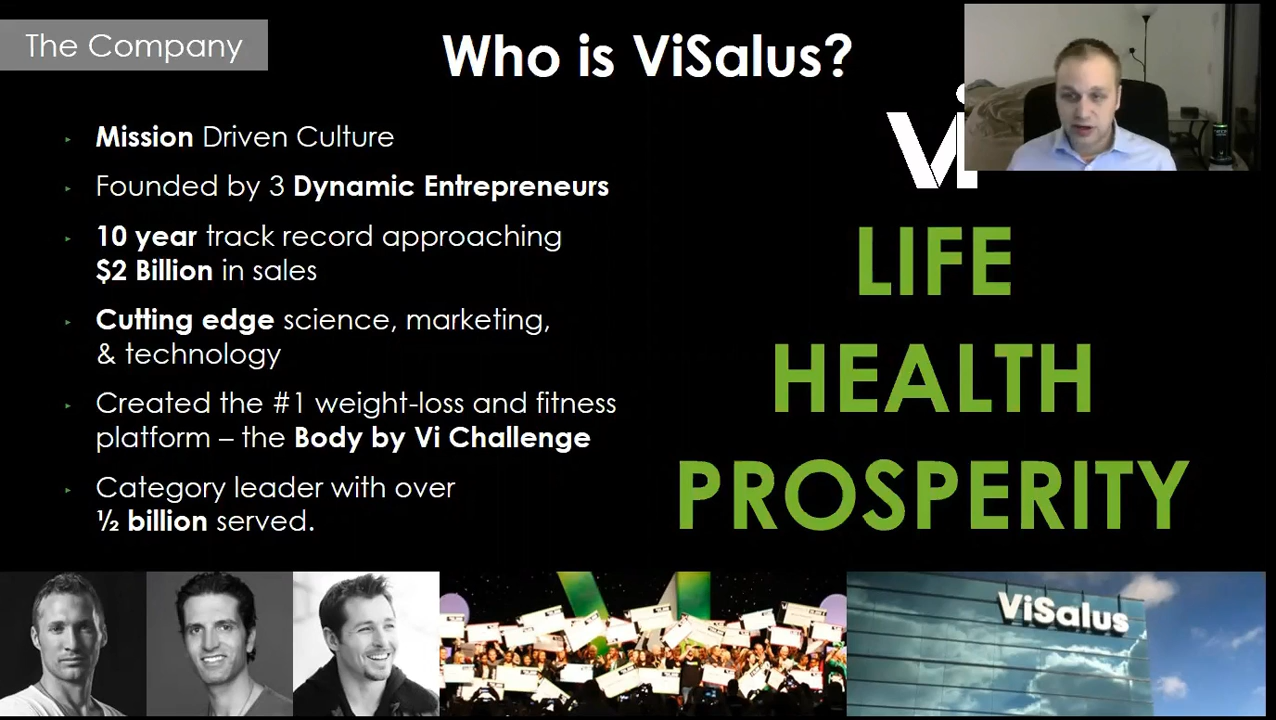 The Company
Who is ViSalus?
Mission Driven Culture
Founded by 3 Dynamic Entrepreneurs
10 year track record approaching
$2 Billion in sales
Cutting edge science, marketing,
& technology
Created the #1 weight-loss and fitness
platform – the Body by Vi Challenge
Category leader with over
½ billion served.
Vi
LIFE
HEALTH
PROSPERITY
ViSalus